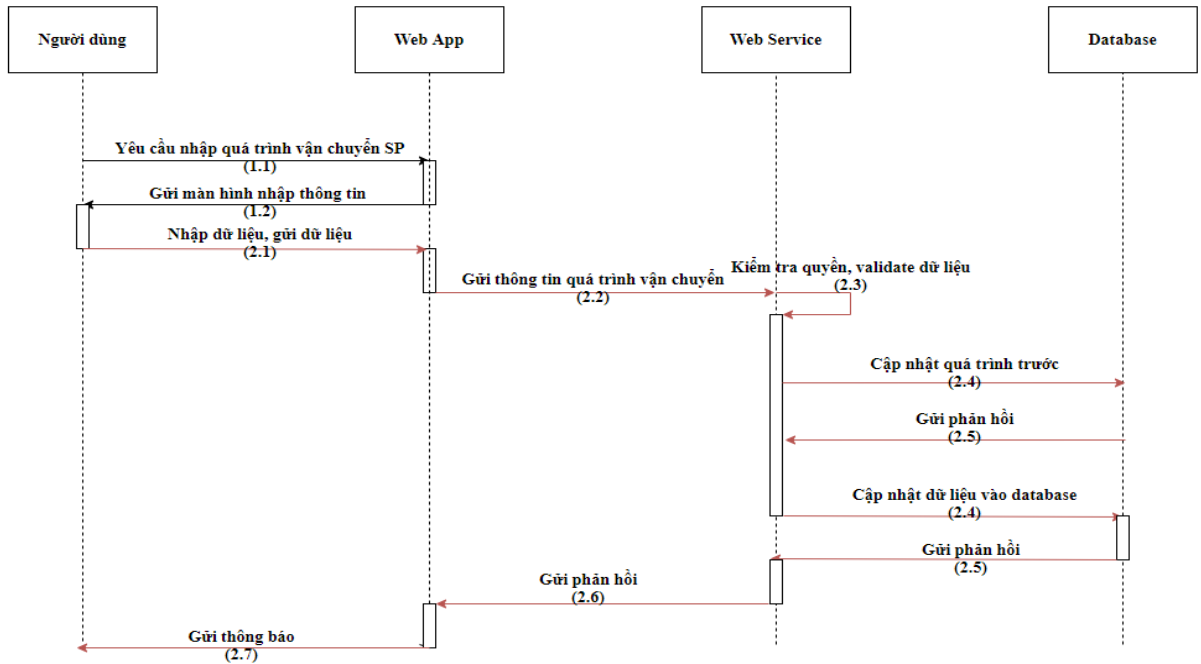 Người dùng
Web App
Web Service
Database
Yêu cầu nhập quá trình vận chuyển SP
(1.1)
Gửi màn hình nhập thông tin
(1.2)
Nhập dữ liệu, gửi dữ liệu
(2.1)
Gửi thông tin quá trình vận chuyển
(2.2)
Kiểm tra quyền, validate dữ liệu
(2.3)
Cập nhật quá trình trước
(2.4)
Gửi phản hồi
(2.5)
Cập nhật dữ liệu vào database
(2.4)
Gửi phản hồi
(2.5)
Gửi phản hồi
(2.6)
Gửi thông báo
(2.7)